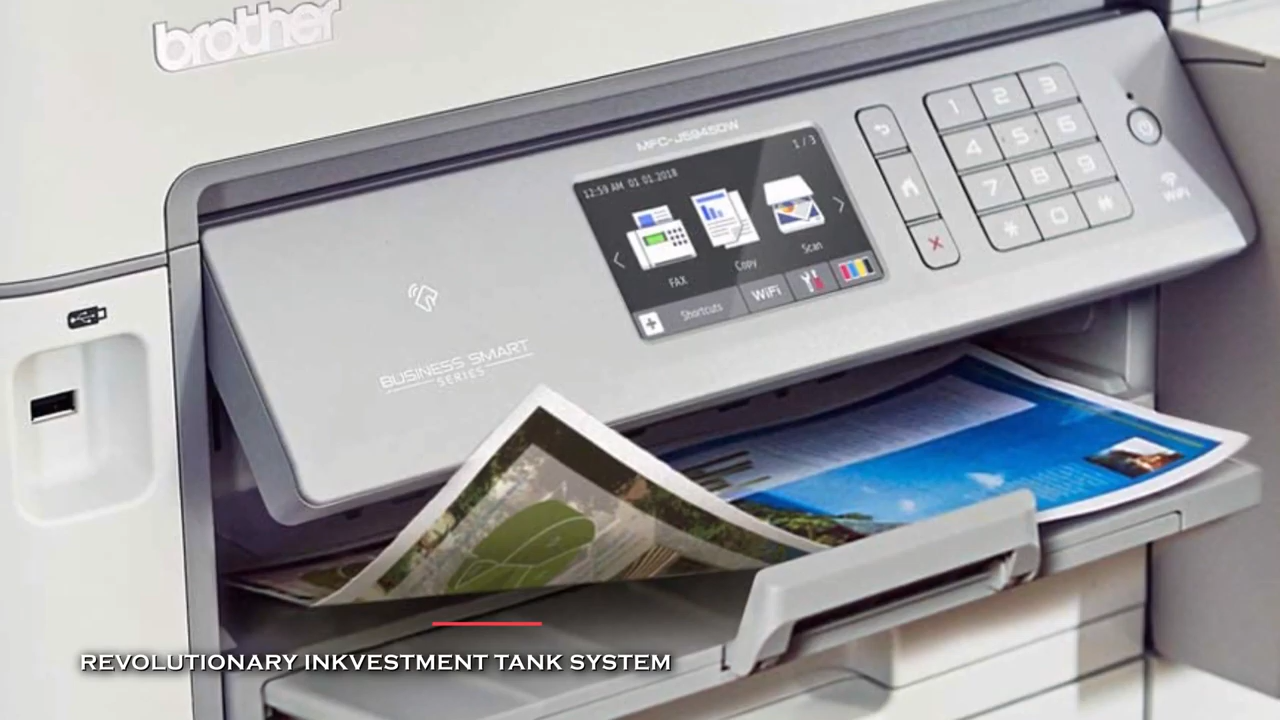 brother
MFC-J5945DW
12:59 AM 01 01.2018
1 / 3
FAX
Copy
Scan
Shortcuts
WiFi
1 2 3
4 5 6
7 8 9
* 0 #
WiFi
BUSINESS SMART
SERIES
REVOLUTIONARY INKVESTMENT TANK SYSTEM